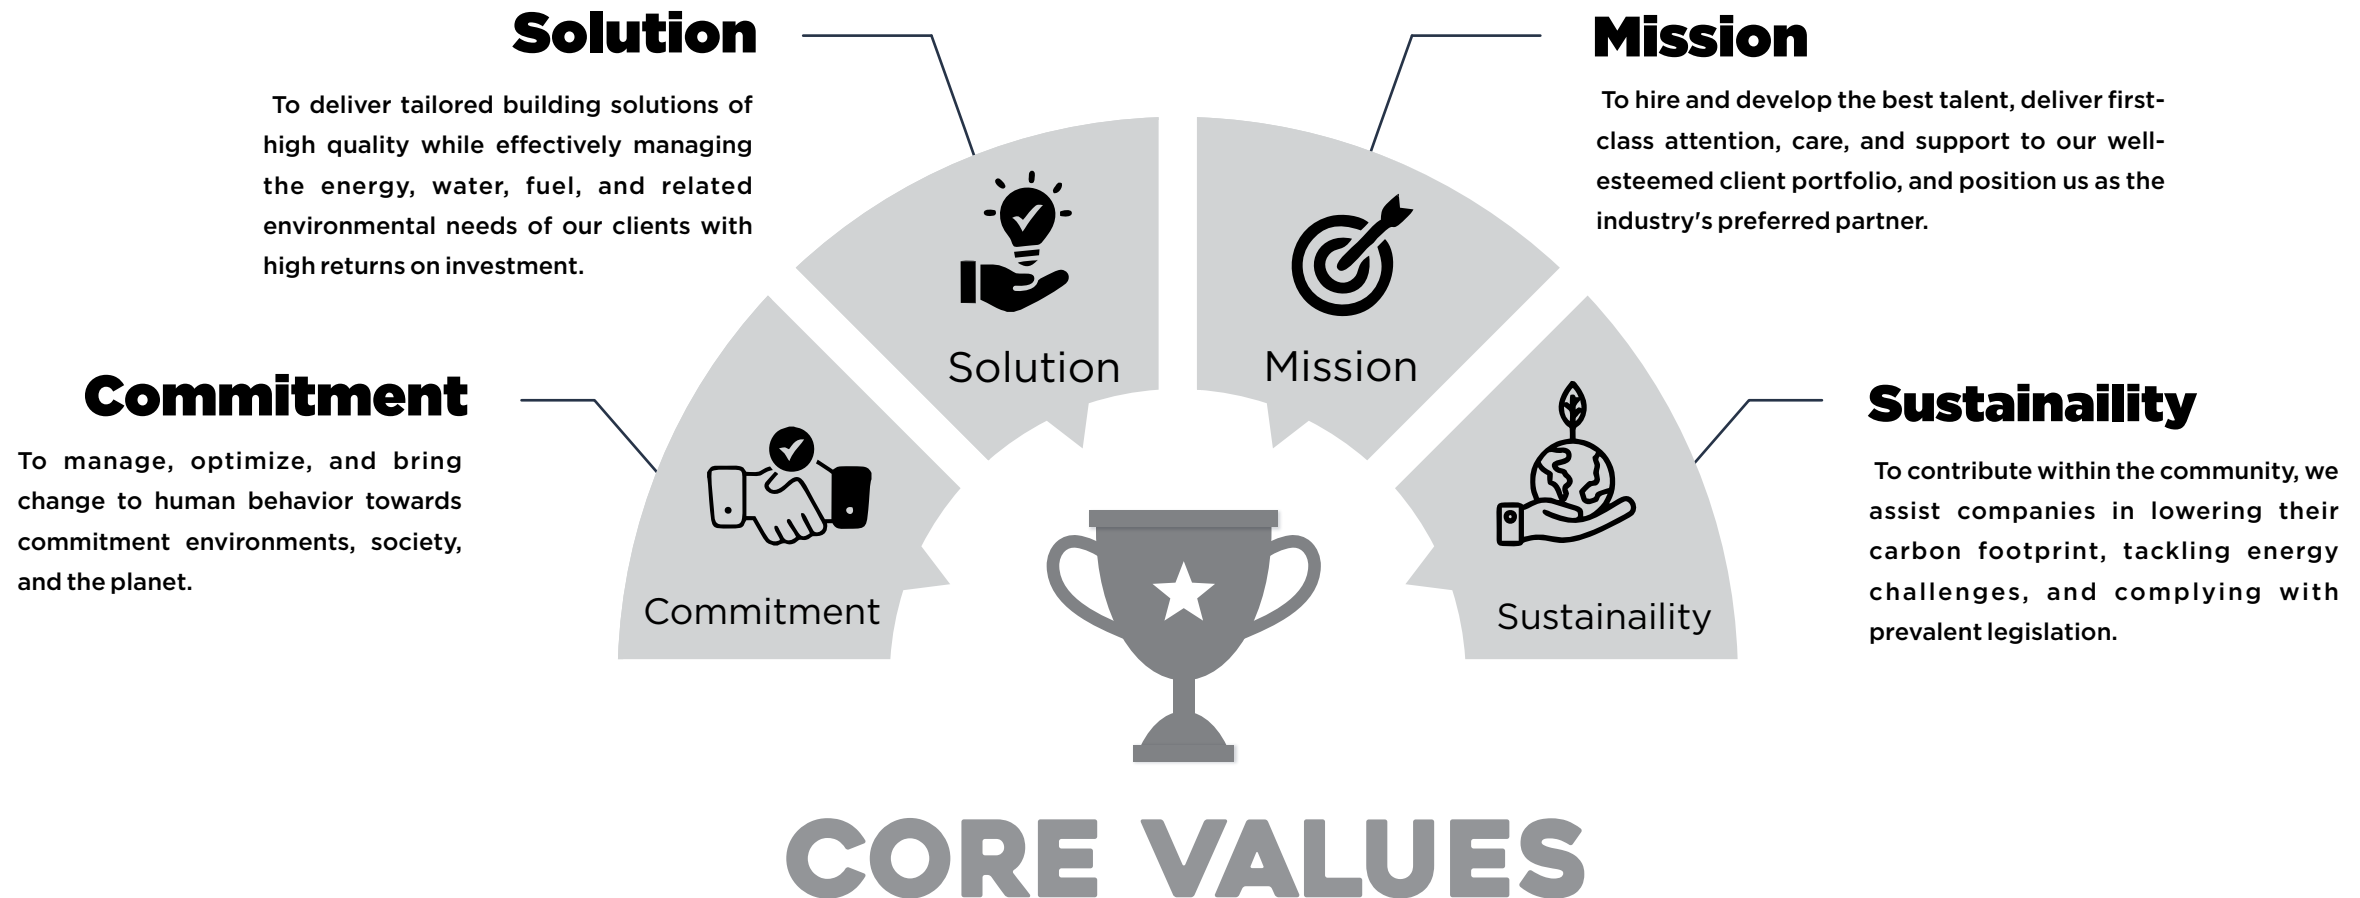 Solution
To deliver tailored building solutions of
high quality while effectively managing
the energy, water, fuel, and related
environmental needs of our clients with
high returns on investment.
Mission
To hire and develop the best talent, deliver first-
class attention, care, and support to our well-
esteemed client portfolio, and position us as the
industry's preferred partner.
Commitment
To manage, optimize, and bring
change to human behavior towards
commitment environments, society,
and the planet.
Sustainaility
To contribute within the community, we
assist companies in lowering their
carbon footprint, tackling energy
challenges, and complying with
prevalent legislation.
Solution
Mission
Commitment
Sustainaility
CORE VALUES